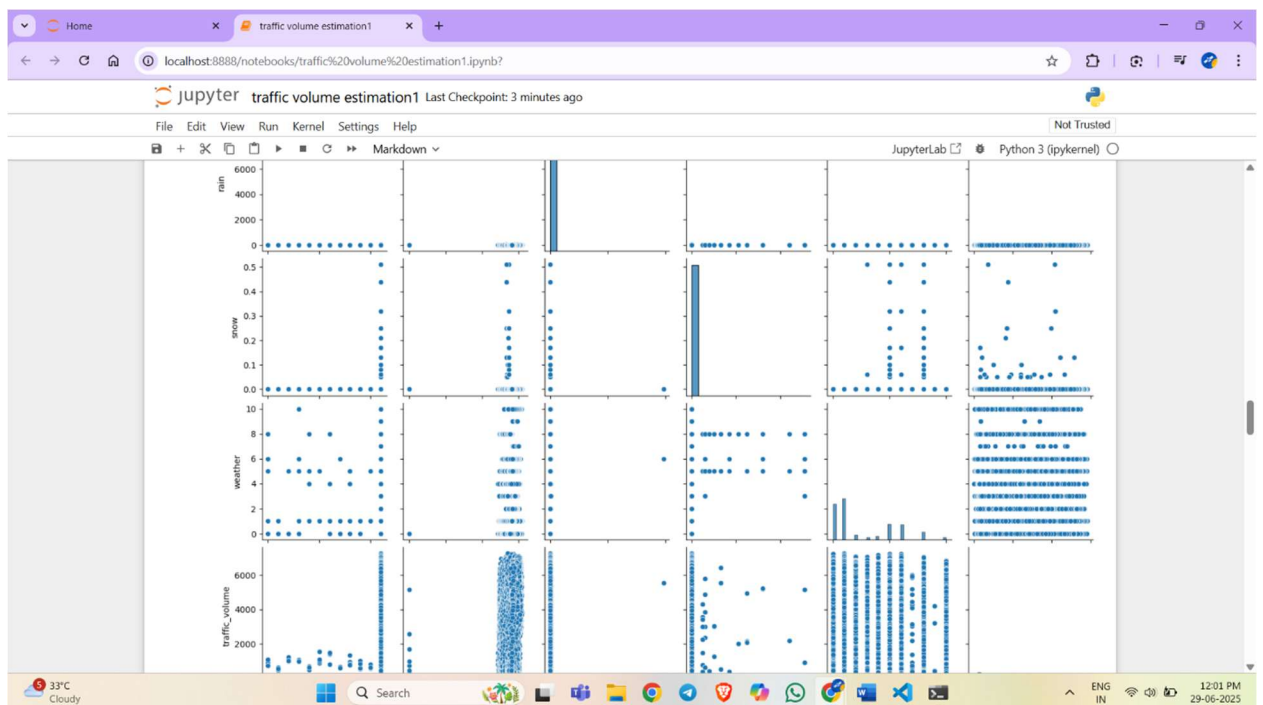 Home
traffic volume estimation1
localhost:8888/notebooks/traffic%20volume%20estimation1.ipynb?
jupyter traffic volume estimation1 Last Checkpoint: 3 minutes ago
File Edit View Run Kernel Settings Help
Not Trusted
Markdown
JupyterLab
Python 3 (ipykernel)
6000
4000
2000
0
rain
0.5
0.4
0.3
0.2
0.1
0.0
snow
10
8
6
4
2
0
weather
6000
4000
2000
traffic_volume
5
33°C
Cloudy
Search
ENG
IN
12:01 PM
29-06-2025